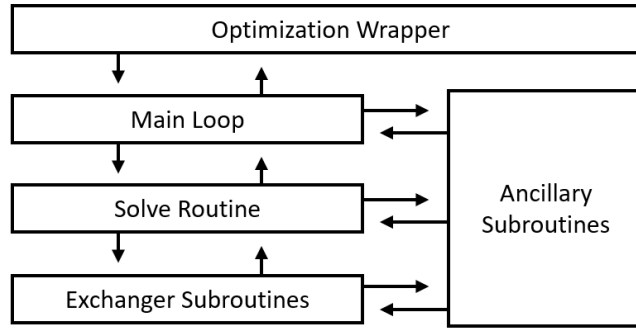 Optimization Wrapper
Main Loop
Solve Routine
Exchanger Subroutines
Ancillary
Subroutines